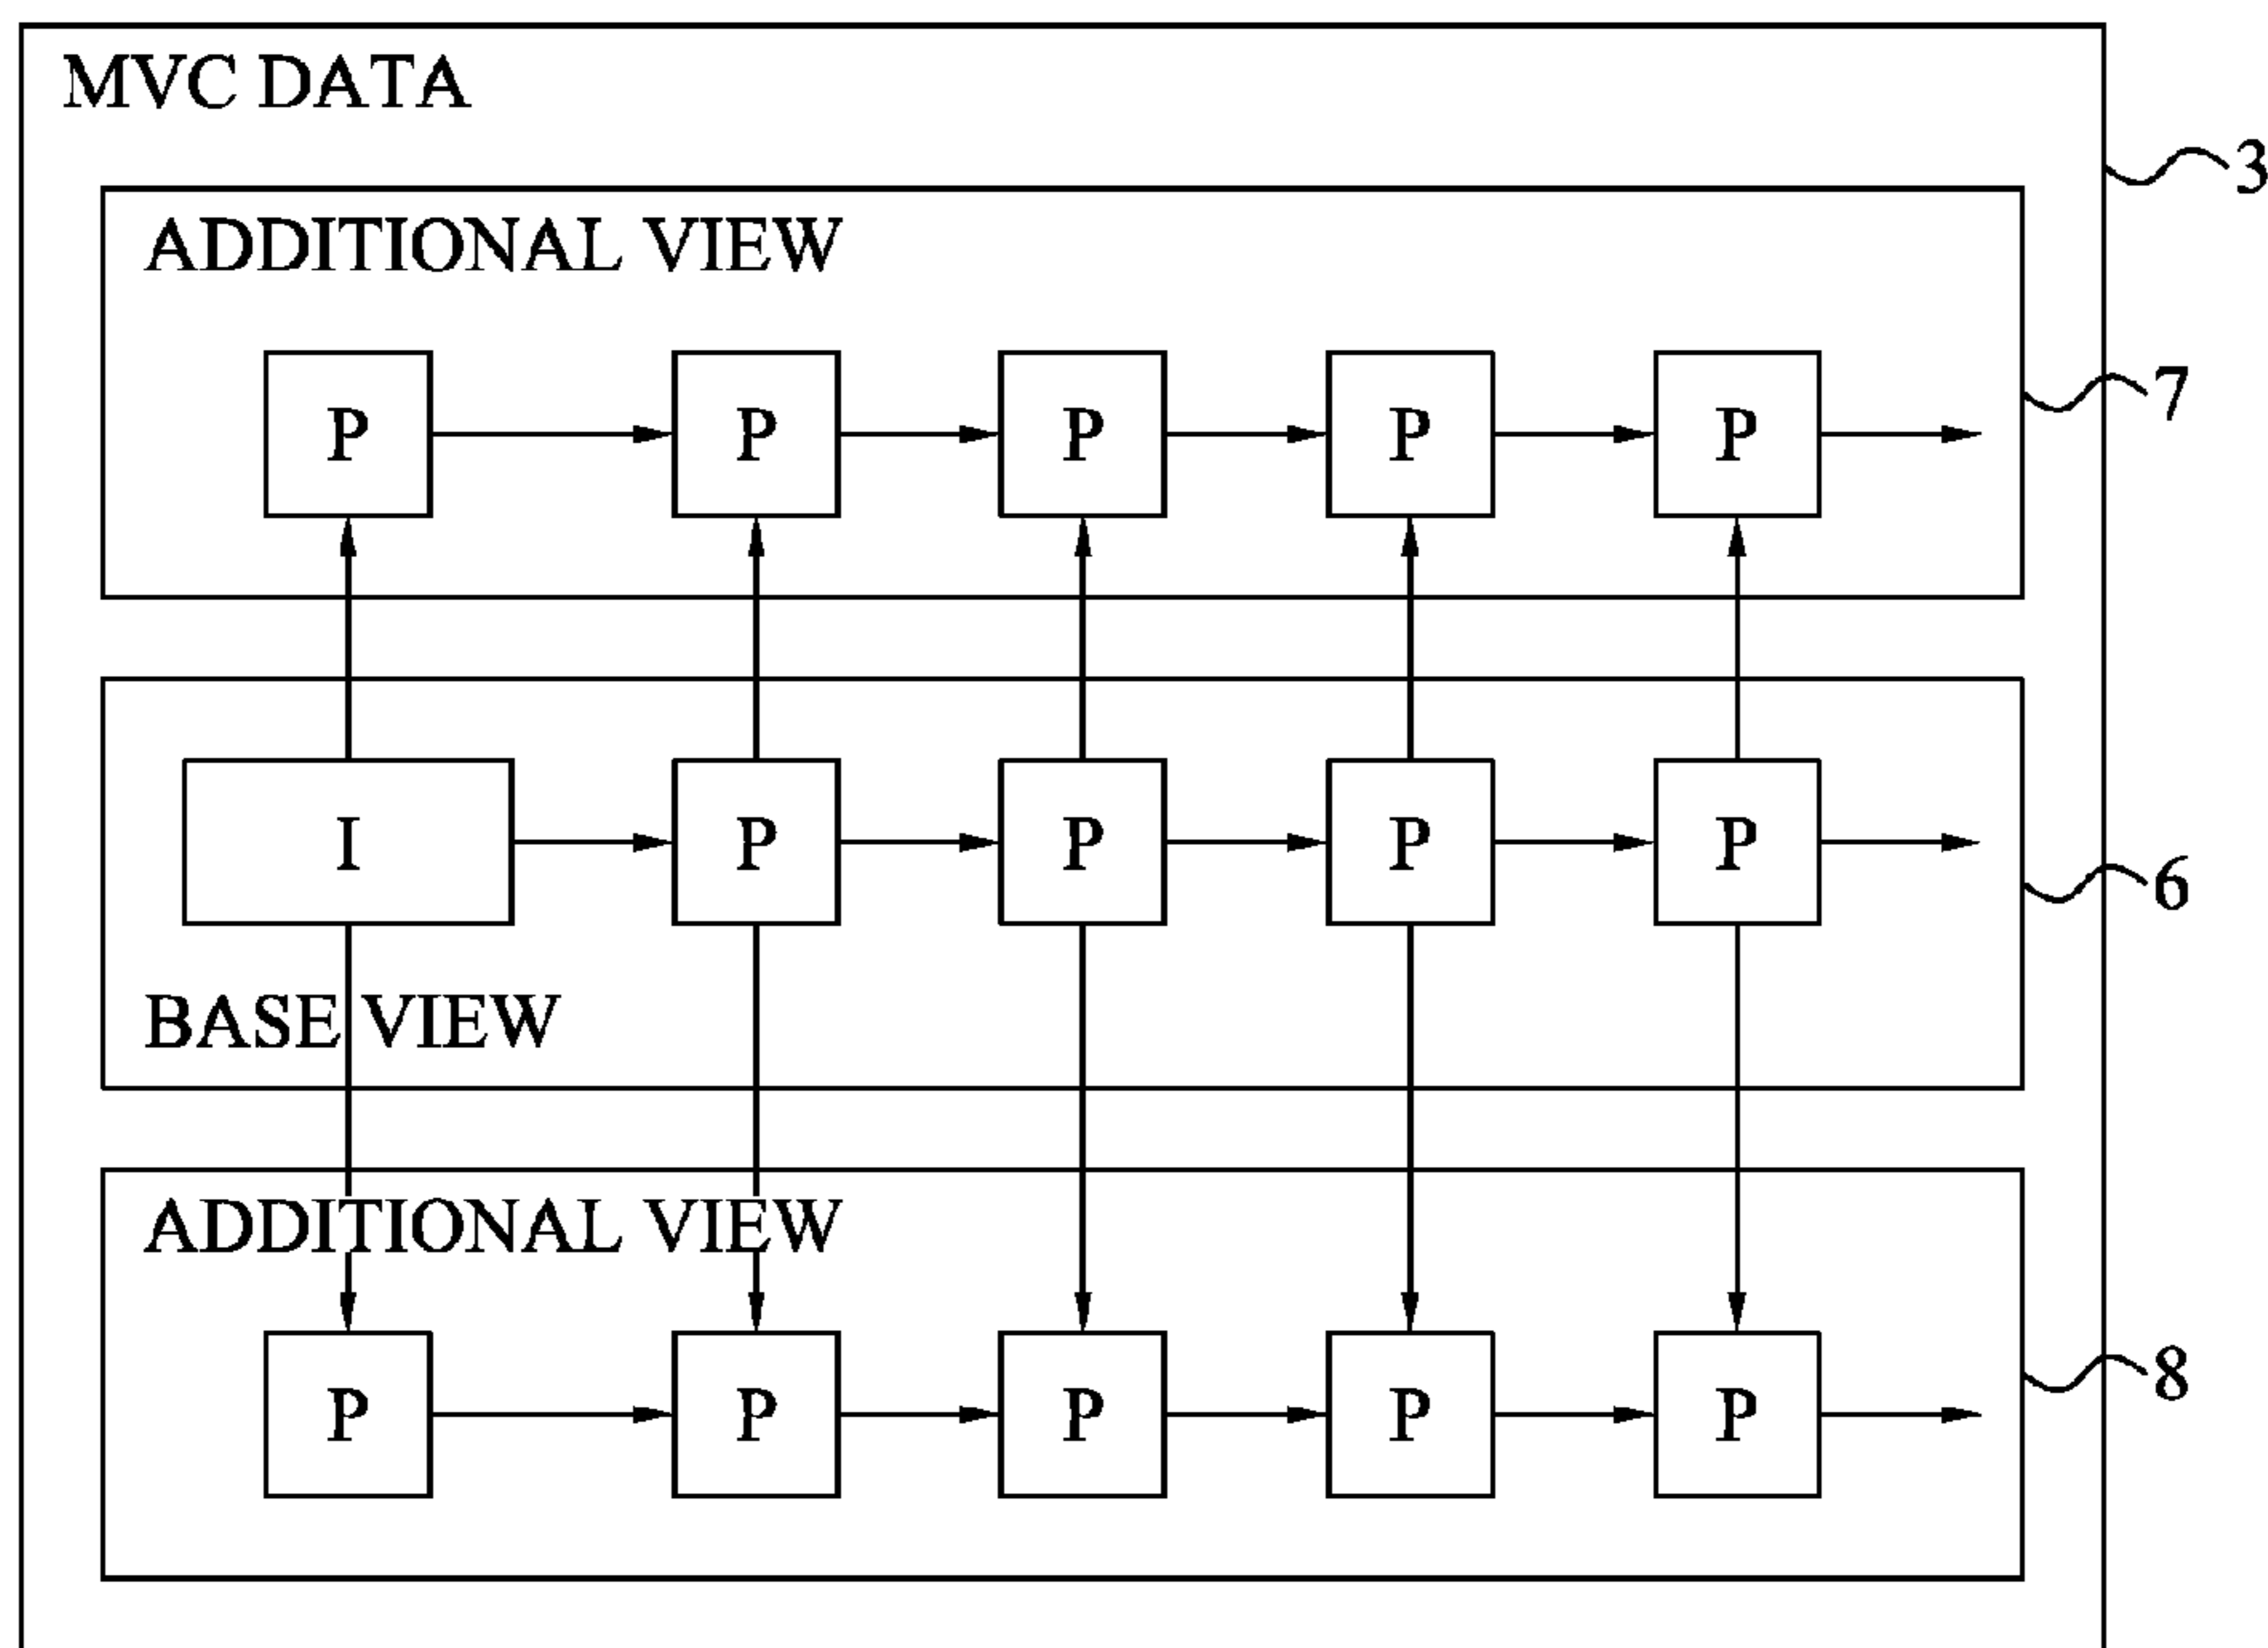 MVC DATA
3
ADDITIONAL VIEW
7
P P P P P
I P P P P
6
BASE VIEW
ADDITIONAL VIEW
8
P P P P P